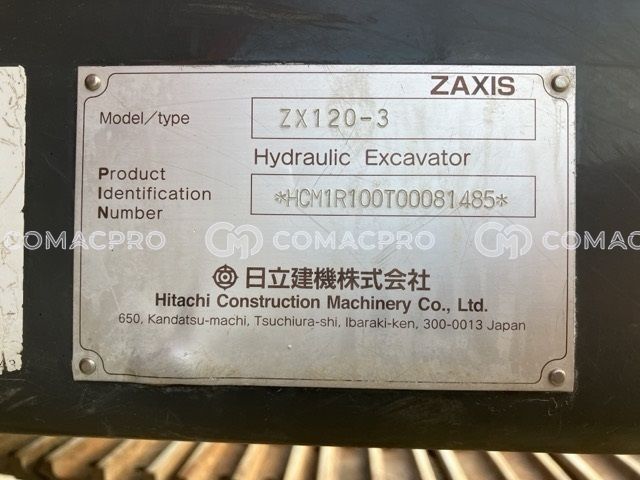 ZAXIS
Model/type ZX120-3
Hydraulic Excavator
Product
Identification
Number
*HCM1R100T00081485*
COMACPRO COMACPRO COMACPRO
日立建機株式会社
Hitachi Construction Machinery Co., Ltd.
650, Kandatsu-machi, Tsuchiura-shi, Ibaraki-ken, 300-0013 Japan